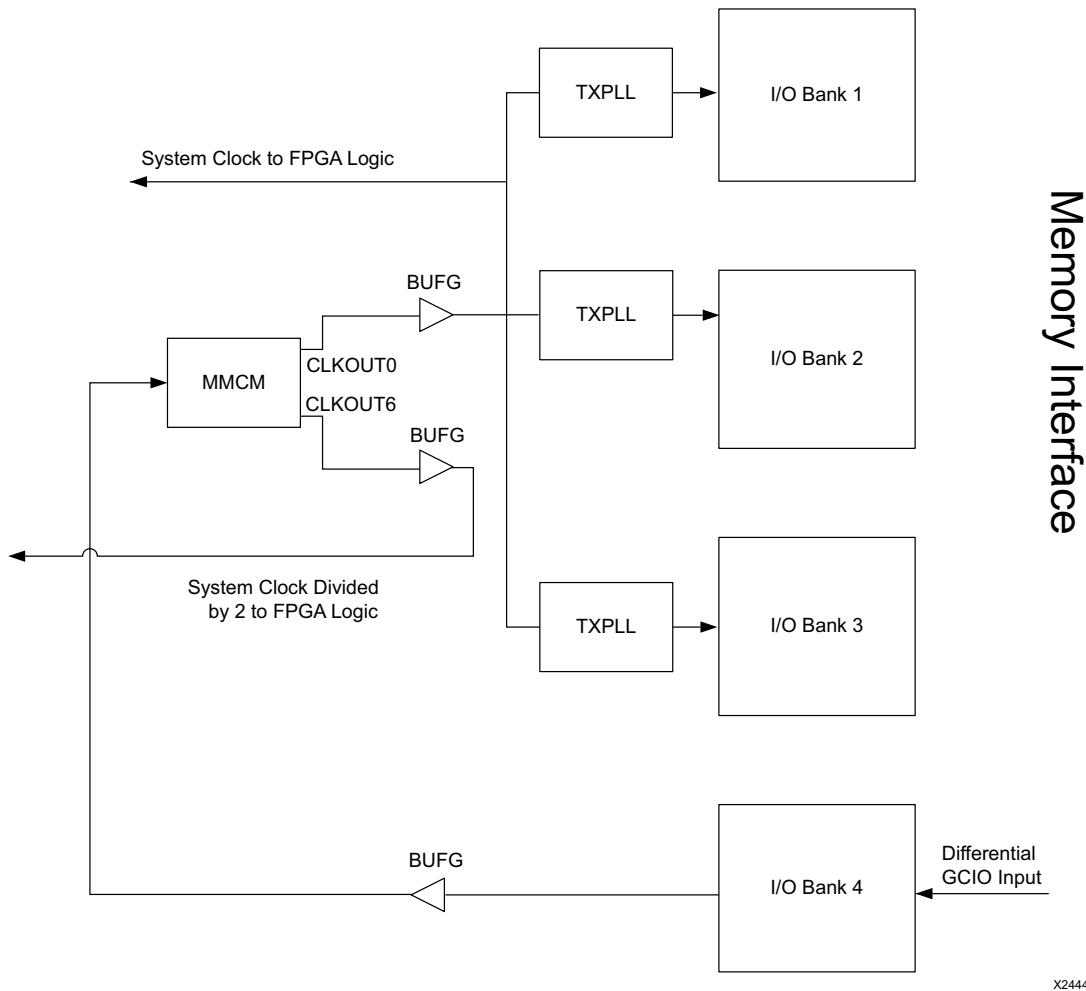 TXPLL
I/O Bank 1
System Clock to FPGA Logic
BUFG
TXPLL
I/O Bank 2
MMCM
CLKOUT0
CLKOUT6
BUFG
System Clock Divided
by 2 to FPGA Logic
TXPLL
I/O Bank 3
Memory Interface
BUFG
I/O Bank 4
Differential
GCIO Input